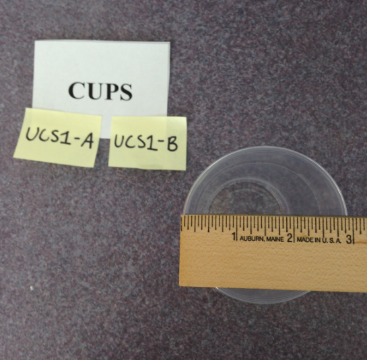 CUPS
UCS1-A UCS1-B
1 AUBURN, MAINE 2 MADE IN U.S.A. 3